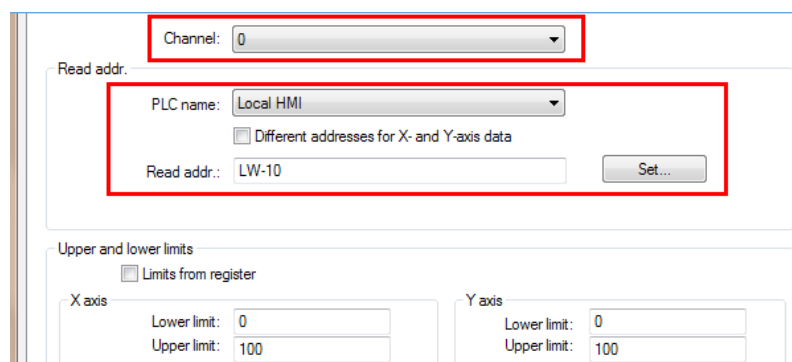 Channel: 0
Read addr.
PLC name: Local HMI
Different addresses for X- and Y-axis data
Read addr.: LW-10 Set...
Upper and lower limits
Limits from register
X axis Y axis
Lower limit: 0 Lower limit: 0
Upper limit: 100 Upper limit: 100